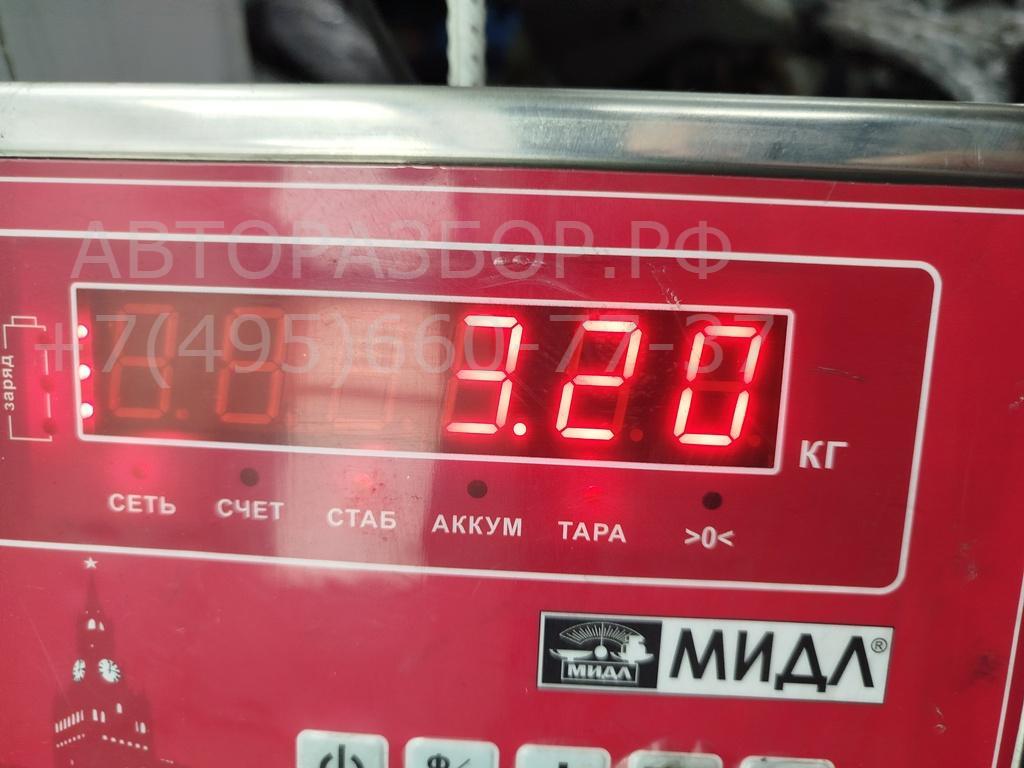 АВТОРАЗБОР.РФ
+7(495)660-77-37
заряд
3.20
КГ
СЕТЬ СЧЕТ СТАБ АККУМ ТАРА >0<
МИДЛ
МИДЛ®